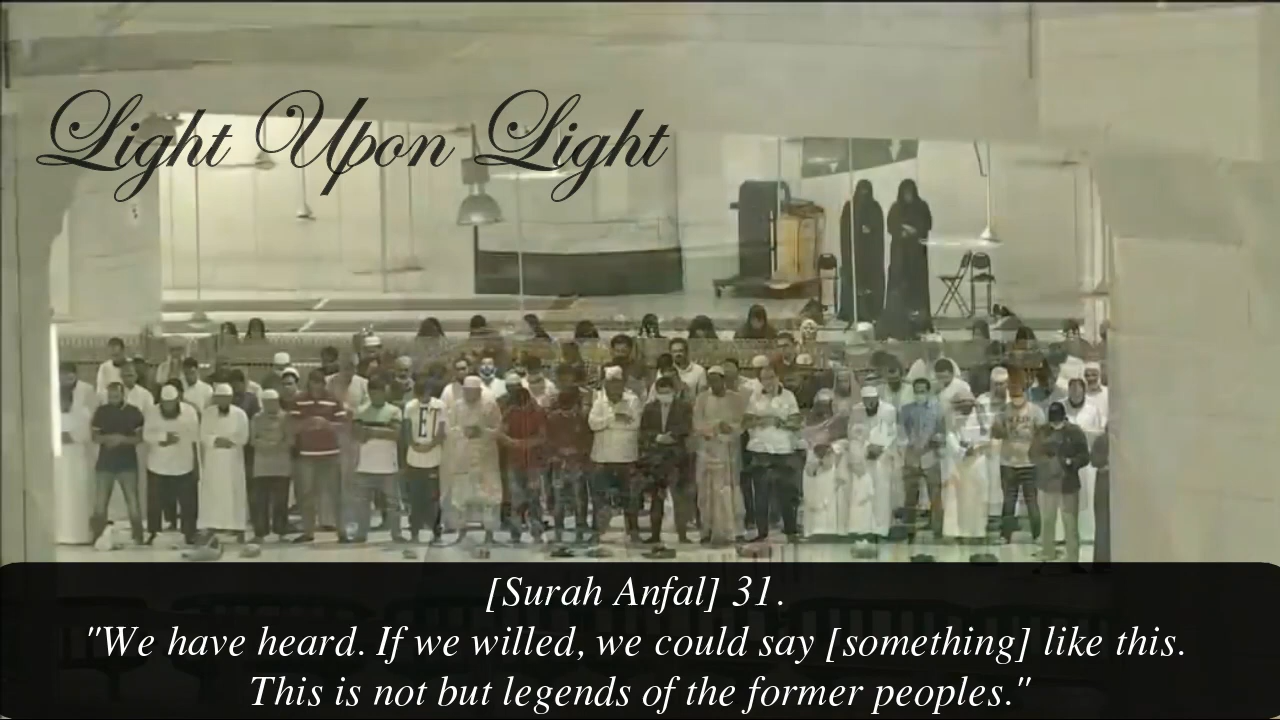 Light Upon Light
ET
[Surah Anfal] 31.
"We have heard. If we willed, we could say [something] like this.
This is not but legends of the former peoples."